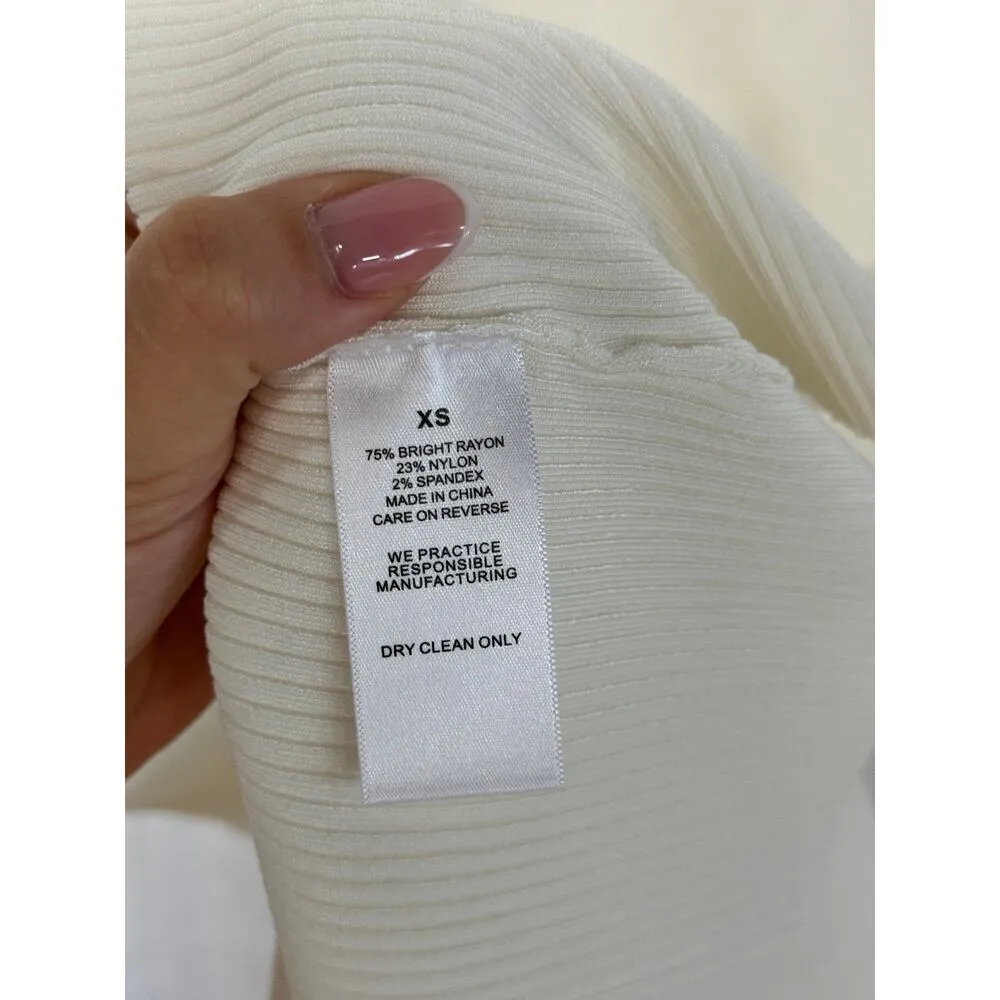 XS
75% BRIGHT RAYON
23% NYLON
2% SPANDEX
MADE IN CHINA
CARE ON REVERSE
WE PRACTICE
RESPONSIBLE
MANUFACTURING
DRY CLEAN ONLY